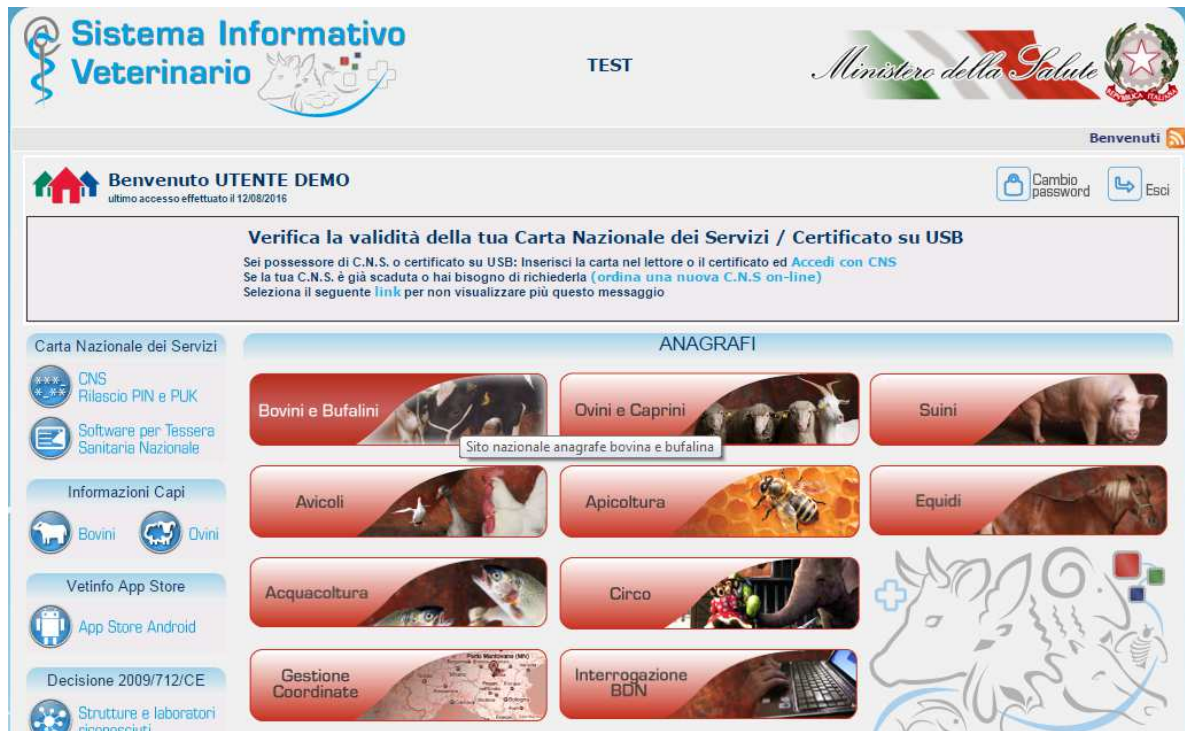 Sistema Informativo
Veterinario
TEST
Ministero della Salute
REPVBBLICA ITALIANA
Benvenuti
Benvenuto UTENTE DEMO
ultimo accesso effettuato il 12/08/2016
Cambio
password
Esci
Verifica la validità della tua Carta Nazionale dei Servizi / Certificato su USB
Sei possessore di C.N.S. o certificato su USB: Inserisci la carta nel lettore o il certificato ed Accedi con CNS
Se la tua C.N.S. è già scaduta o hai bisogno di richiederla (ordina una nuova C.N.S on-line)
Seleziona il seguente link per non visualizzare più questo messaggio
Carta Nazionale dei Servizi
CNS
Rilascio PIN e PUK
Software per Tessera
Sanitaria Nazionale
Informazioni Capi
Bovini
Ovini
Vetinfo App Store
App Store Android
Decisione 2009/712/CE
Strutture e laboratori
riconosciuti
ANAGRAFI
Bovini e Bufalini
Ovini e Caprini
Suini
Sito nazionale anagrafe bovina e bufalina
Avicoli
Apicoltura
Equidi
Acquacoltura
Circo
Gestione
Coordinate
Porto Mantovano (MN)
Interrogazione
BDN